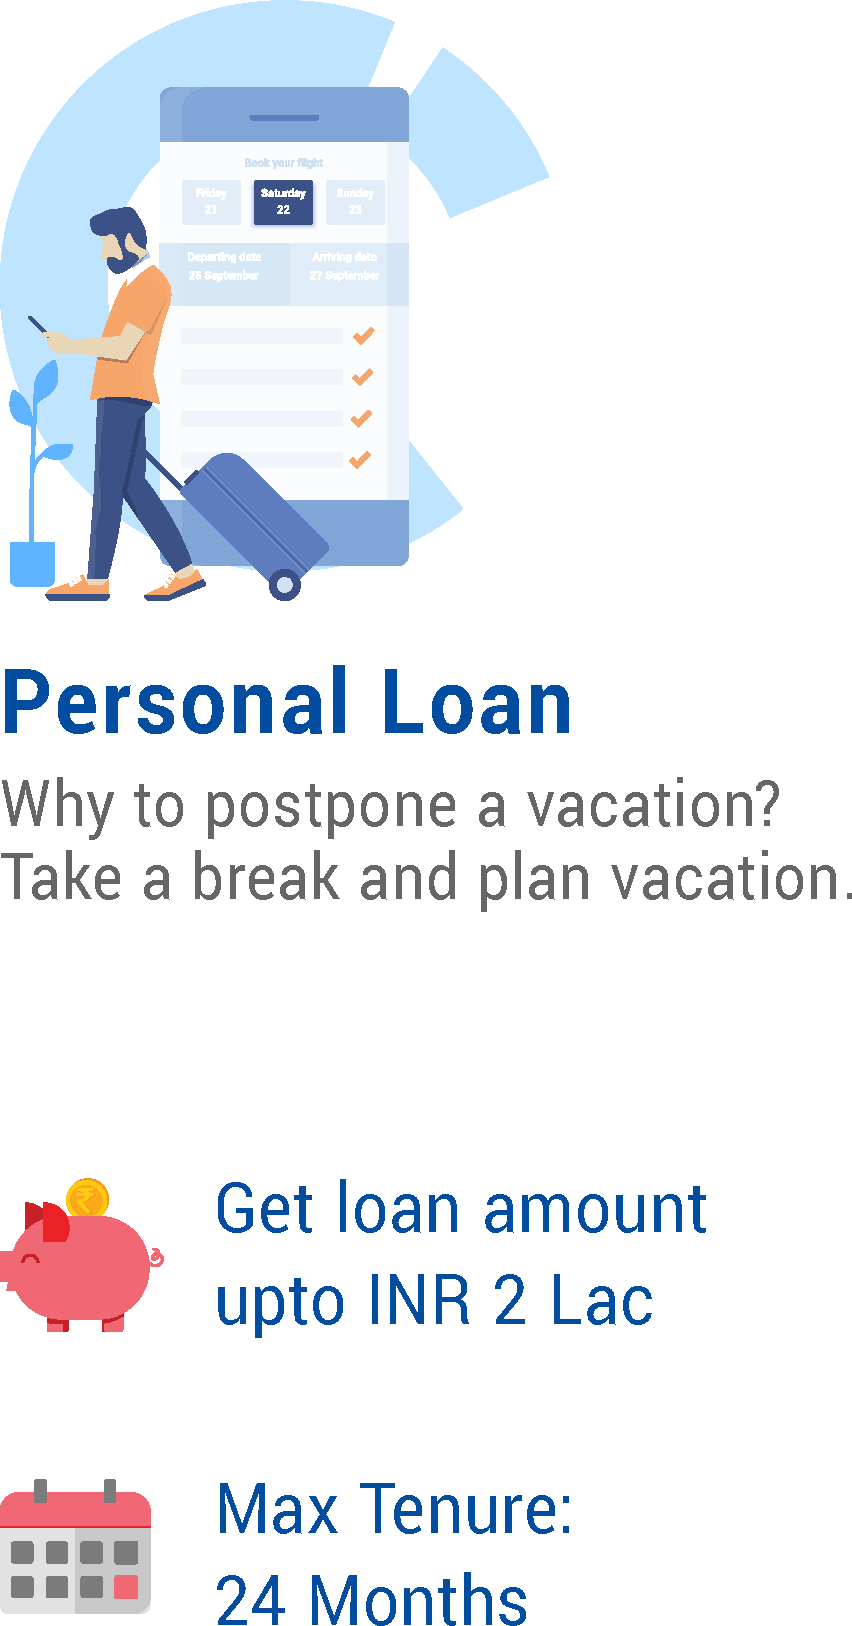 Book your flight
Friday Saturday Sunday
21 22 23
Departing date Arriving date
25 September 27 September
Personal Loan
Why to postpone a vacation?
Take a break and plan vacation.
₹
Get loan amount
upto INR 2 Lac
Max Tenure:
24 Months